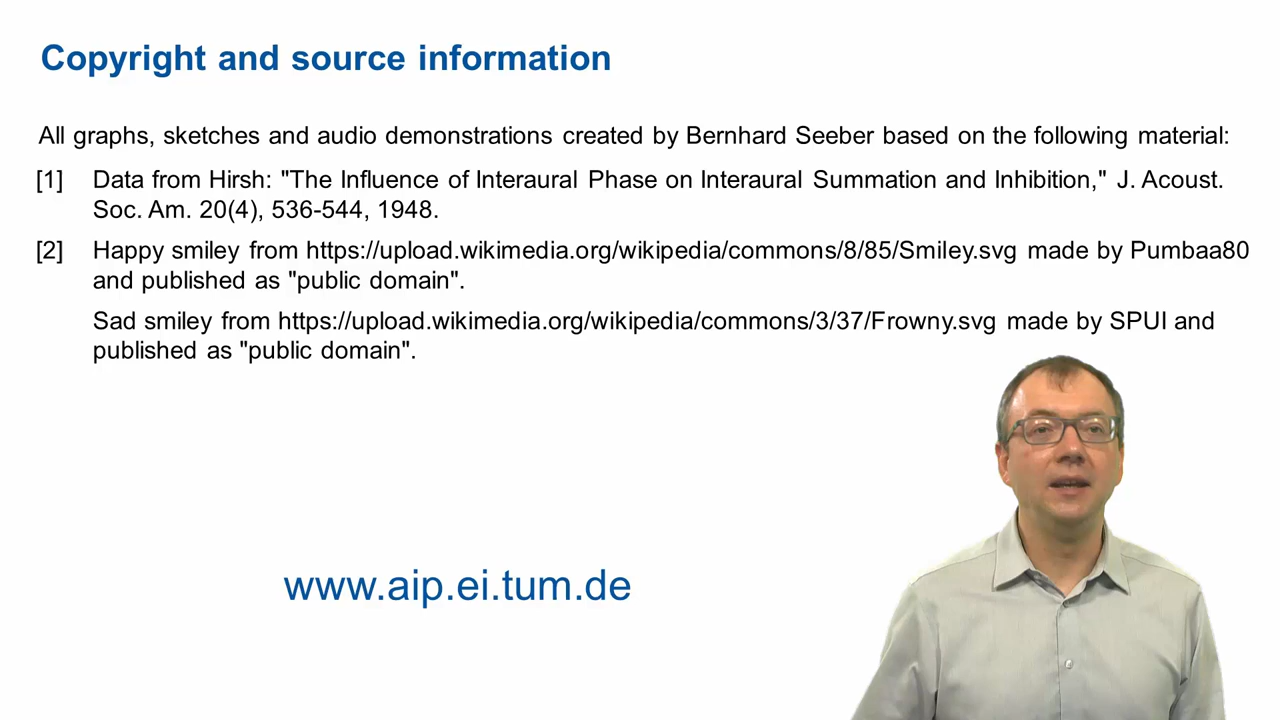 Copyright and source information
All graphs, sketches and audio demonstrations created by Bernhard Seeber based on the following material:
[1] Data from Hirsh: "The Influence of Interaural Phase on Interaural Summation and Inhibition," J. Acoust.
Soc. Am. 20(4), 536-544, 1948.
[2] Happy smiley from https://upload.wikimedia.org/wikipedia/commons/8/85/Smiley.svg made by Pumbaa80
and published as "public domain".
Sad smiley from https://upload.wikimedia.org/wikipedia/commons/3/37/Frowny.svg made by SPUI and
published as "public domain".
www.aip.ei.tum.de